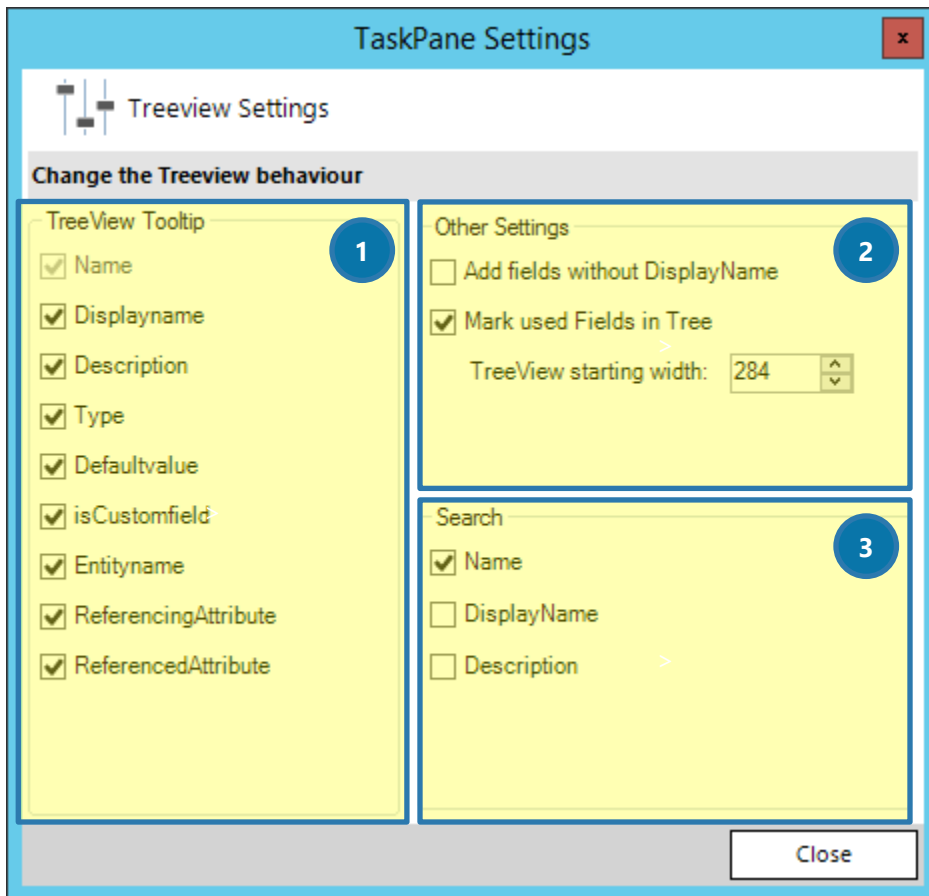 TaskPane Settings
x
Treeview Settings
Change the Treeview behaviour
TreeView Tooltip
1
Name
Displayname
Description
Type
Defaultvalue
isCustomfield
Entityname
ReferencingAttribute
ReferencedAttribute
Other Settings
2
Add fields without DisplayName
Mark used Fields in Tree
>
TreeView starting width: 284
Search
3
Name
DisplayName
Description >
Close